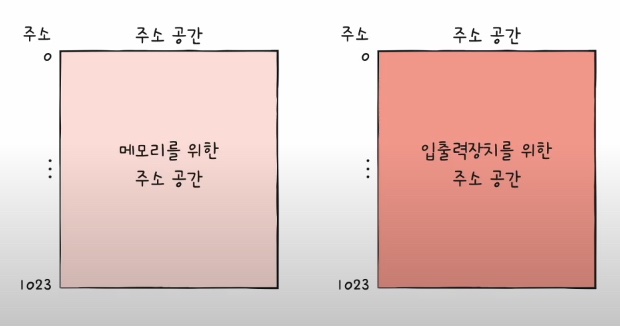 주소
주소 공간
0
메모리를 위한
주소 공간
⋮
1023
주소
주소 공간
0
입출력장치를 위한
주소 공간
⋮
1023